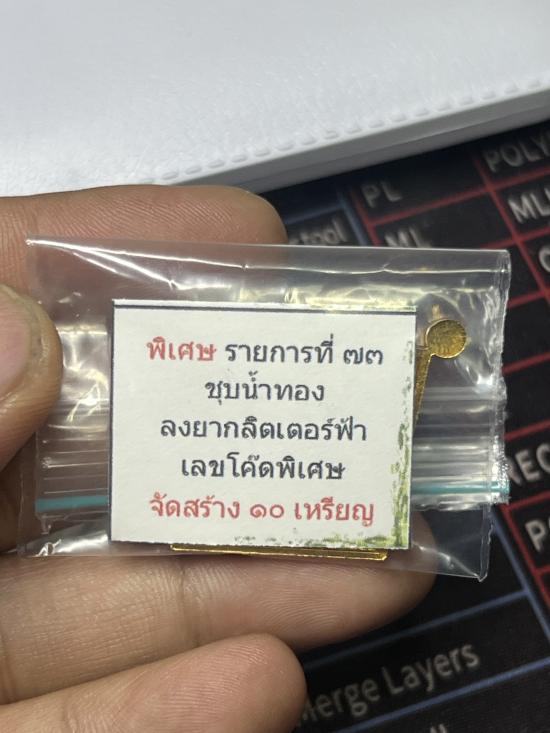 พิเศษ รายการที่ ๗๓
ชุบน้ำทอง
ลงยากลิตเตอร์ฟ้า
เลขโค๊ดพิเศษ
จัดสร้าง ๑๐ เหรียญ
PL
ML
Merge Layers